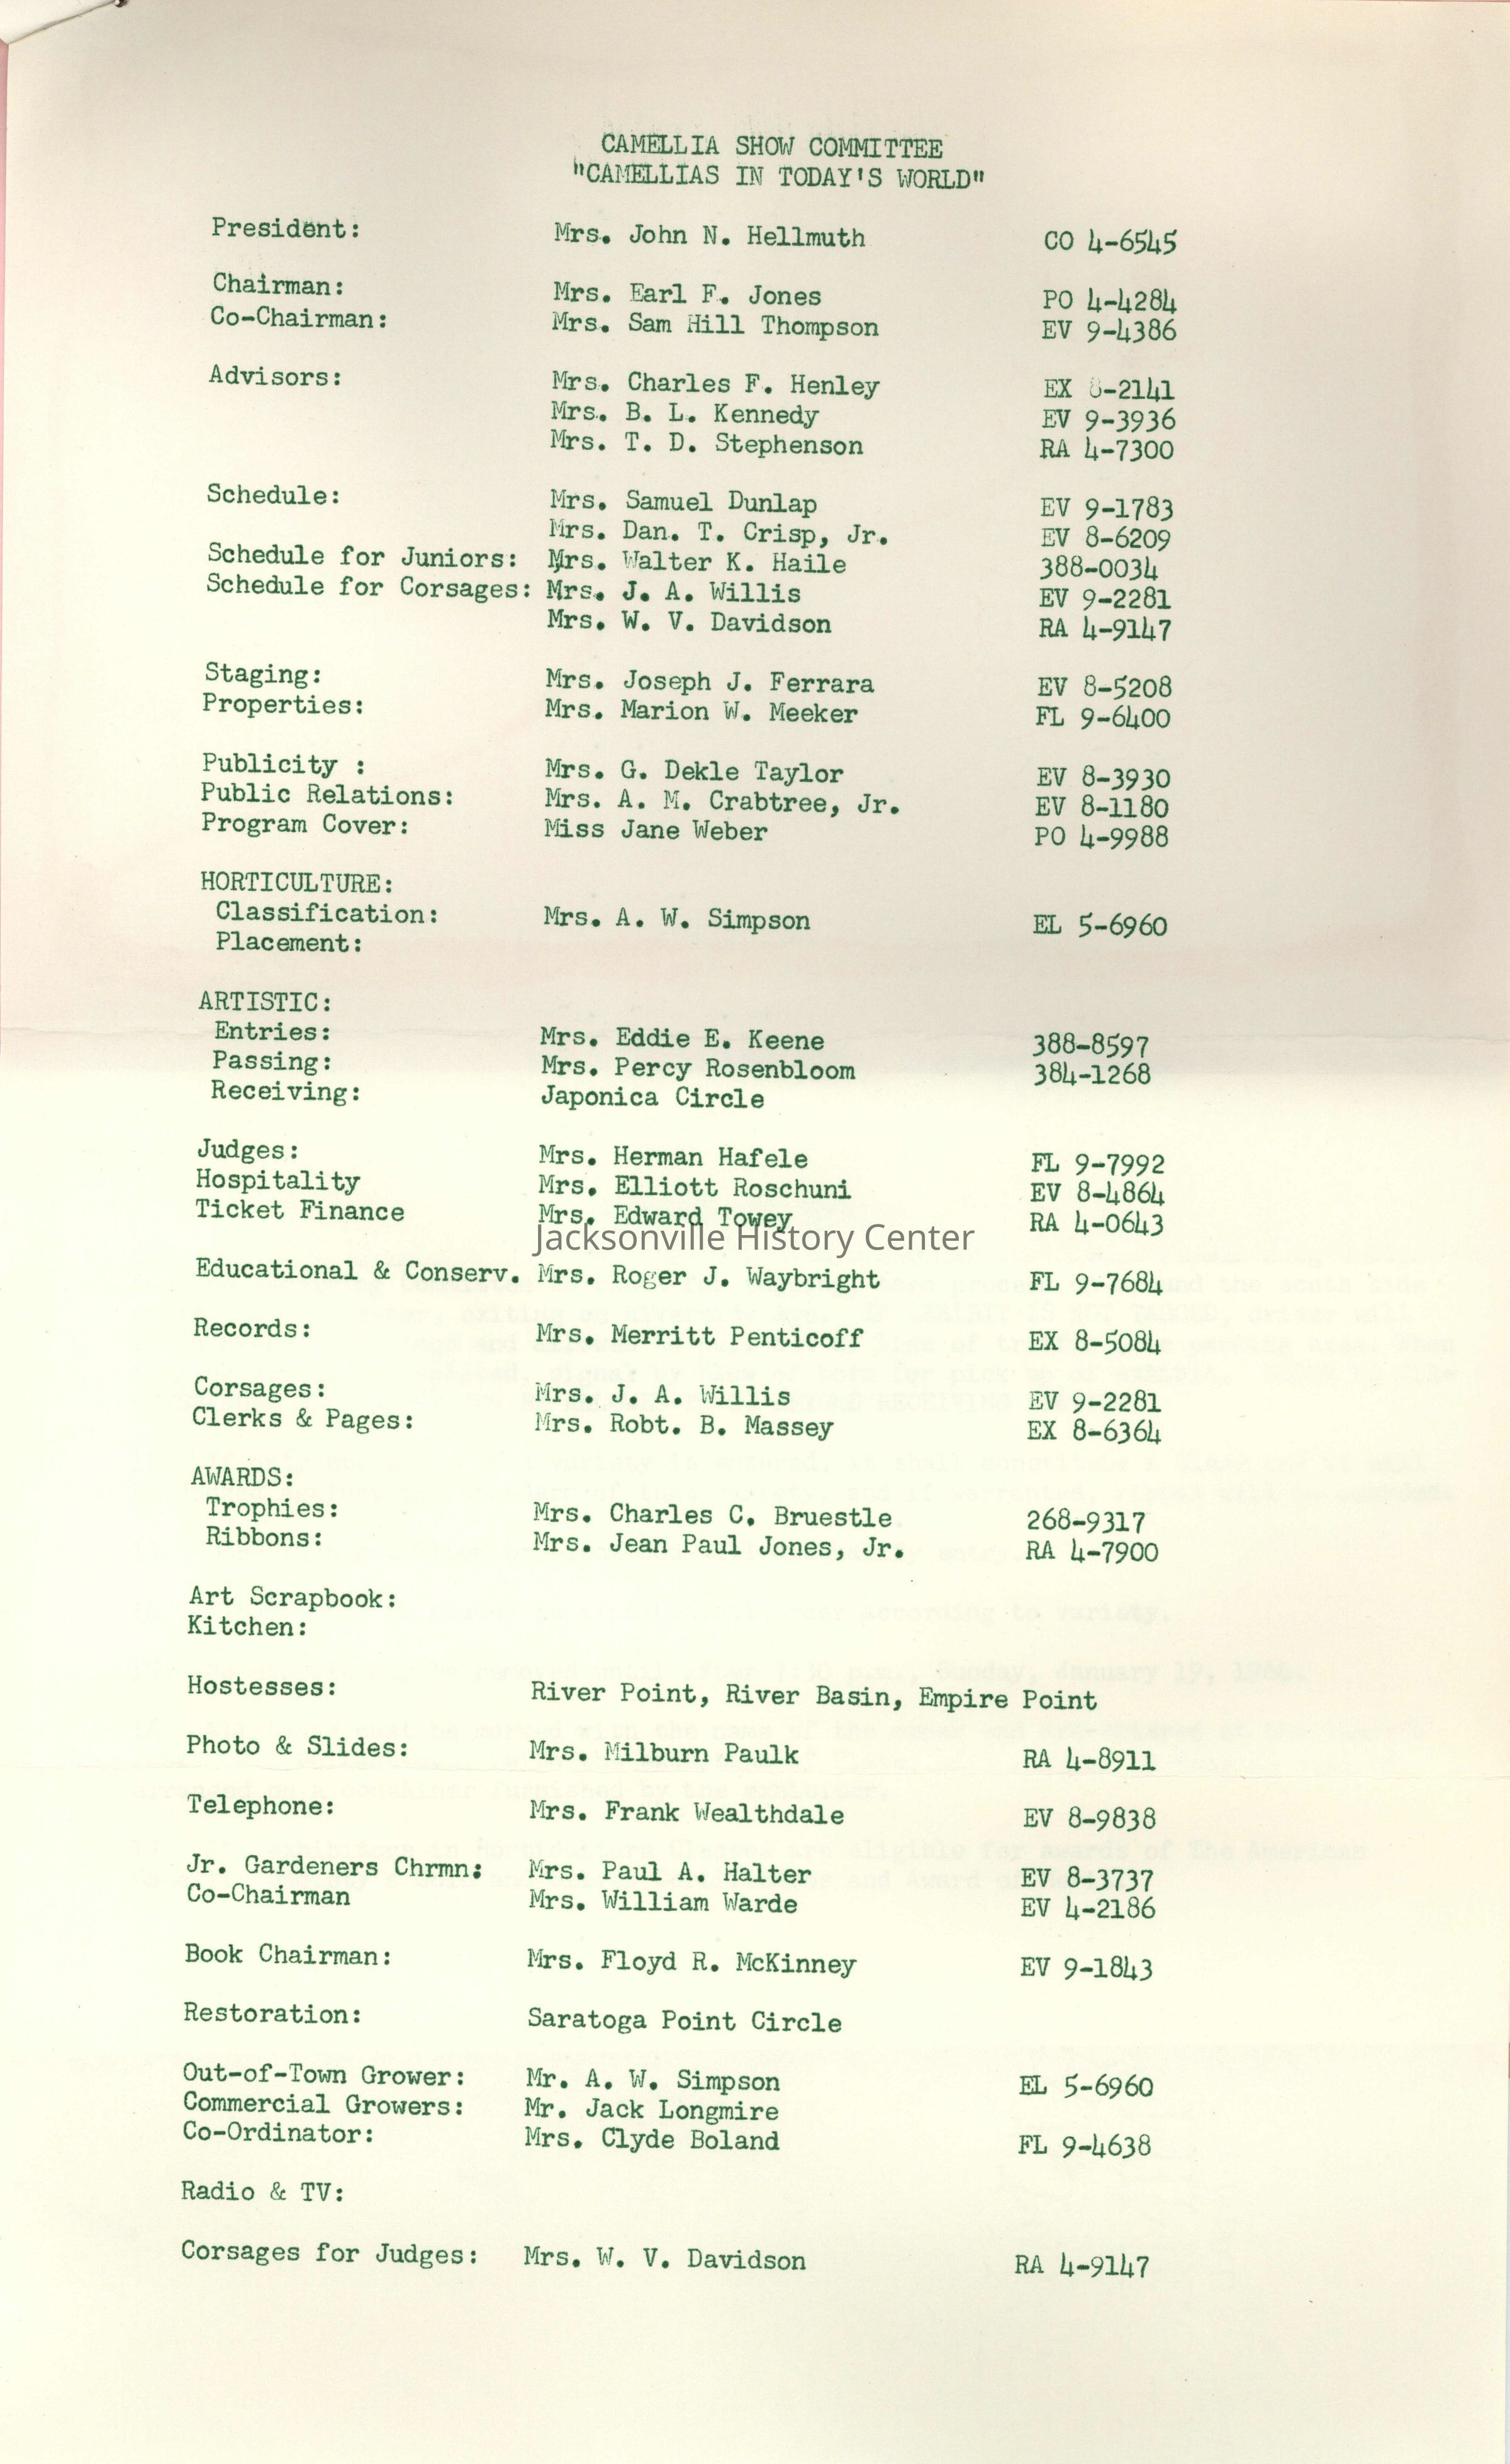 CAMELLIA SHOW COMMITTEE
"CAMELLIAS IN TODAY'S WORLD"
President: Mrs. John N. Hellmuth CO 4-6545
Chairman: Mrs. Earl F. Jones PO 4-4284
Co-Chairman: Mrs. Sam Hill Thompson EV 9-4386
Advisors: Mrs. Charles F. Henley EX -2141
Mrs. B. L. Kennedy EV 9-3936
Mrs. T. D. Stephenson RA 4-7300
Schedule: Mrs. Samuel Dunlap EV 9-1783
Mrs. Dan. T. Crisp, Jr. EV 8-6209
Schedule for Juniors: Mrs. Walter K. Haile 388-0034
Schedule for Corsages: Mrs. J. A. Willis EV 9-2281
Mrs. W. V. Davidson RA 4-9147
Staging: Mrs. Joseph J. Ferrara EV 8-5208
Properties: Mrs. Marion W. Meeker FL 9-6400
Publicity : Mrs. G. Dekle Taylor EV 8-3930
Public Relations: Mrs. A. M. Crabtree, Jr. EV 8-1180
Program Cover: Miss Jane Weber PO 4-9988
HORTICULTURE:
Classification: Mrs. A. W. Simpson EL 5-6960
Placement:
ARTISTIC:
Entries: Mrs. Eddie E. Keene 388-8597
Passing: Mrs. Percy Rosenbloom 384-1268
Receiving: Japonica Circle
Judges: Mrs. Herman Hafele FL 9-7992
Hospitality Mrs. Elliott Roschuni EV 8-4864
Ticket Finance Mrs. Edward Towey RA 4-0643
Jacksonville History Center
Educational & Conserv. Mrs. Roger J. Waybright FL 9-7684
Records: Mrs. Merritt Penticoff EX 8-5084
Corsages: Mrs. J. A. Willis EV 9-2281
Clerks & Pages: Mrs. Robt. B. Massey EX 8-6364
AWARDS:
Trophies: Mrs. Charles C. Bruestle 268-9317
Ribbons: Mrs. Jean Paul Jones, Jr. RA 4-7900
Art Scrapbook:
Kitchen:
Hostesses: River Point, River Basin, Empire Point
Photo & Slides: Mrs. Milburn Paulk RA 4-8911
Telephone: Mrs. Frank Wealthdale EV 8-9838
Jr. Gardeners Chrmn: Mrs. Paul A. Halter EV 8-3737
Co-Chairman Mrs. William Warde EV 4-2186
Book Chairman: Mrs. Floyd R. McKinney EV 9-1843
Restoration: Saratoga Point Circle
Out-of-Town Grower: Mr. A. W. Simpson EL 5-6960
Commercial Growers: Mr. Jack Longmire
Co-Ordinator: Mrs. Clyde Boland FL 9-4638
Radio & TV:
Corsages for Judges: Mrs. W. V. Davidson RA 4-9147